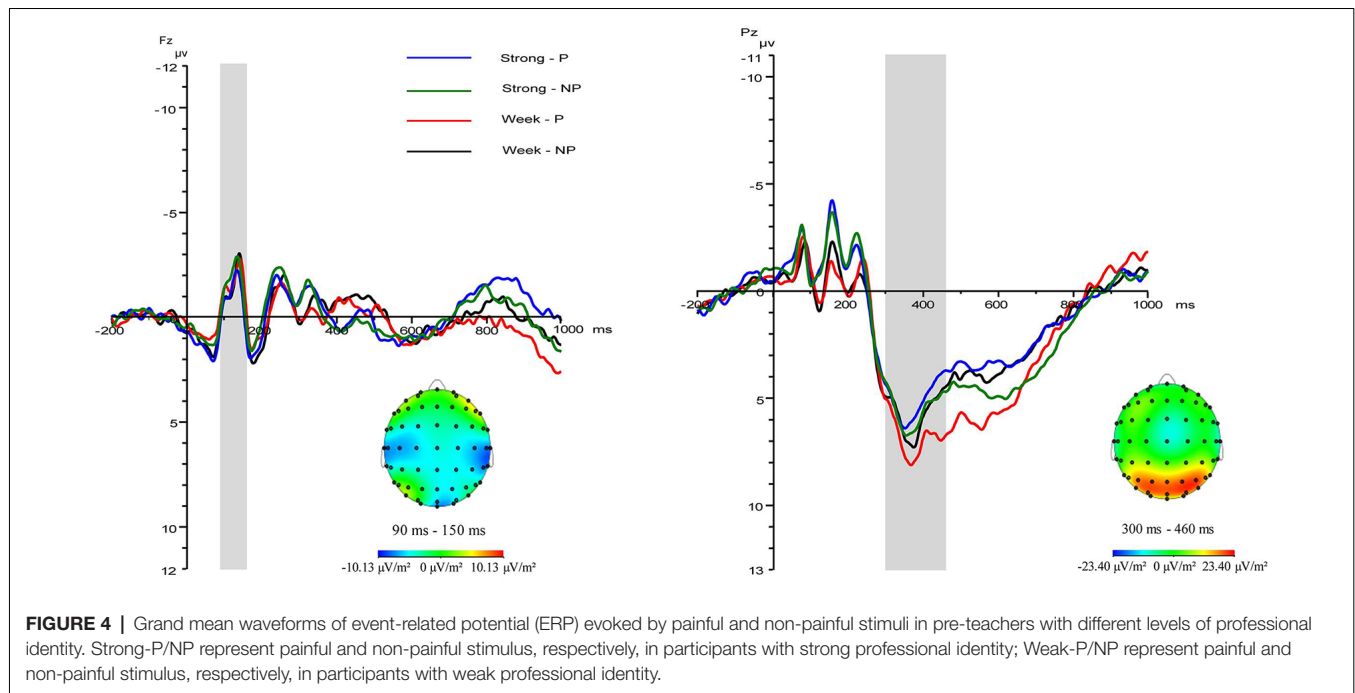 Fz
μv
-12
-10
-5
5
10
12
-200
200
400
600
800
1000 ms
Strong - P
Strong - NP
Week - P
Week - NP
90 ms - 150 ms
-10.13 μV/m² 0 μV/m² 10.13 μV/m²
Pz
μv
-11
-10
-5
0
5
10
13
-200
200
400
600
800
1000
ms
300 ms - 460 ms
-23.40 μV/m² 0 μV/m² 23.40 μV/m²
FIGURE 4 | Grand mean waveforms of event-related potential (ERP) evoked by painful and non-painful stimuli in pre-teachers with different levels of professional
identity. Strong-P/NP represent painful and non-painful stimulus, respectively, in participants with strong professional identity; Weak-P/NP represent painful and
non-painful stimulus, respectively, in participants with weak professional identity.